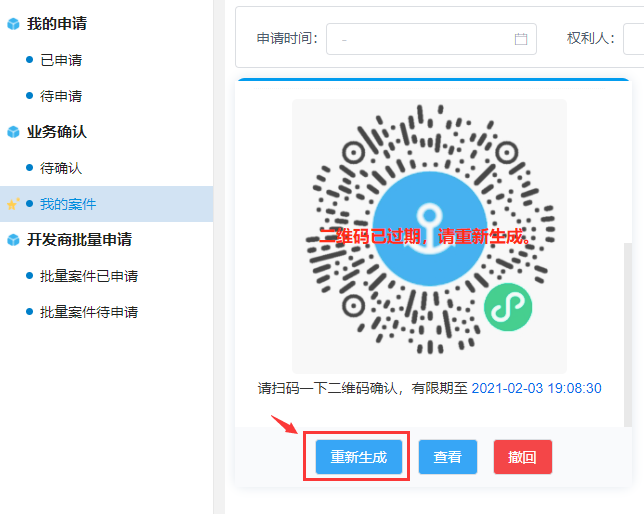 我的申请
已申请
待申请
业务确认
待确认
我的案件
开发商批量申请
批量案件已申请
批量案件待申请
申请时间： - 权利人：
二维码已过期，请重新生成。
请扫码一下二维码确认，有限期至 2021-02-03 19:08:30
重新生成 查看 撤回